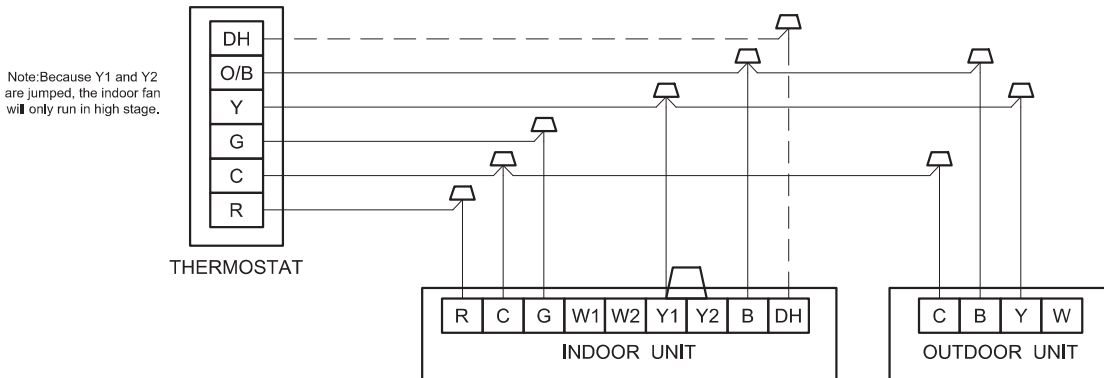 Note:Because Y1 and Y2
are jumped, the indoor fan
will only run in high stage.
DH
O/B
Y
G
C
R
THERMOSTAT
R C G W1 W2 Y1 Y2 B DH
INDOOR UNIT
C B Y W
OUTDOOR UNIT